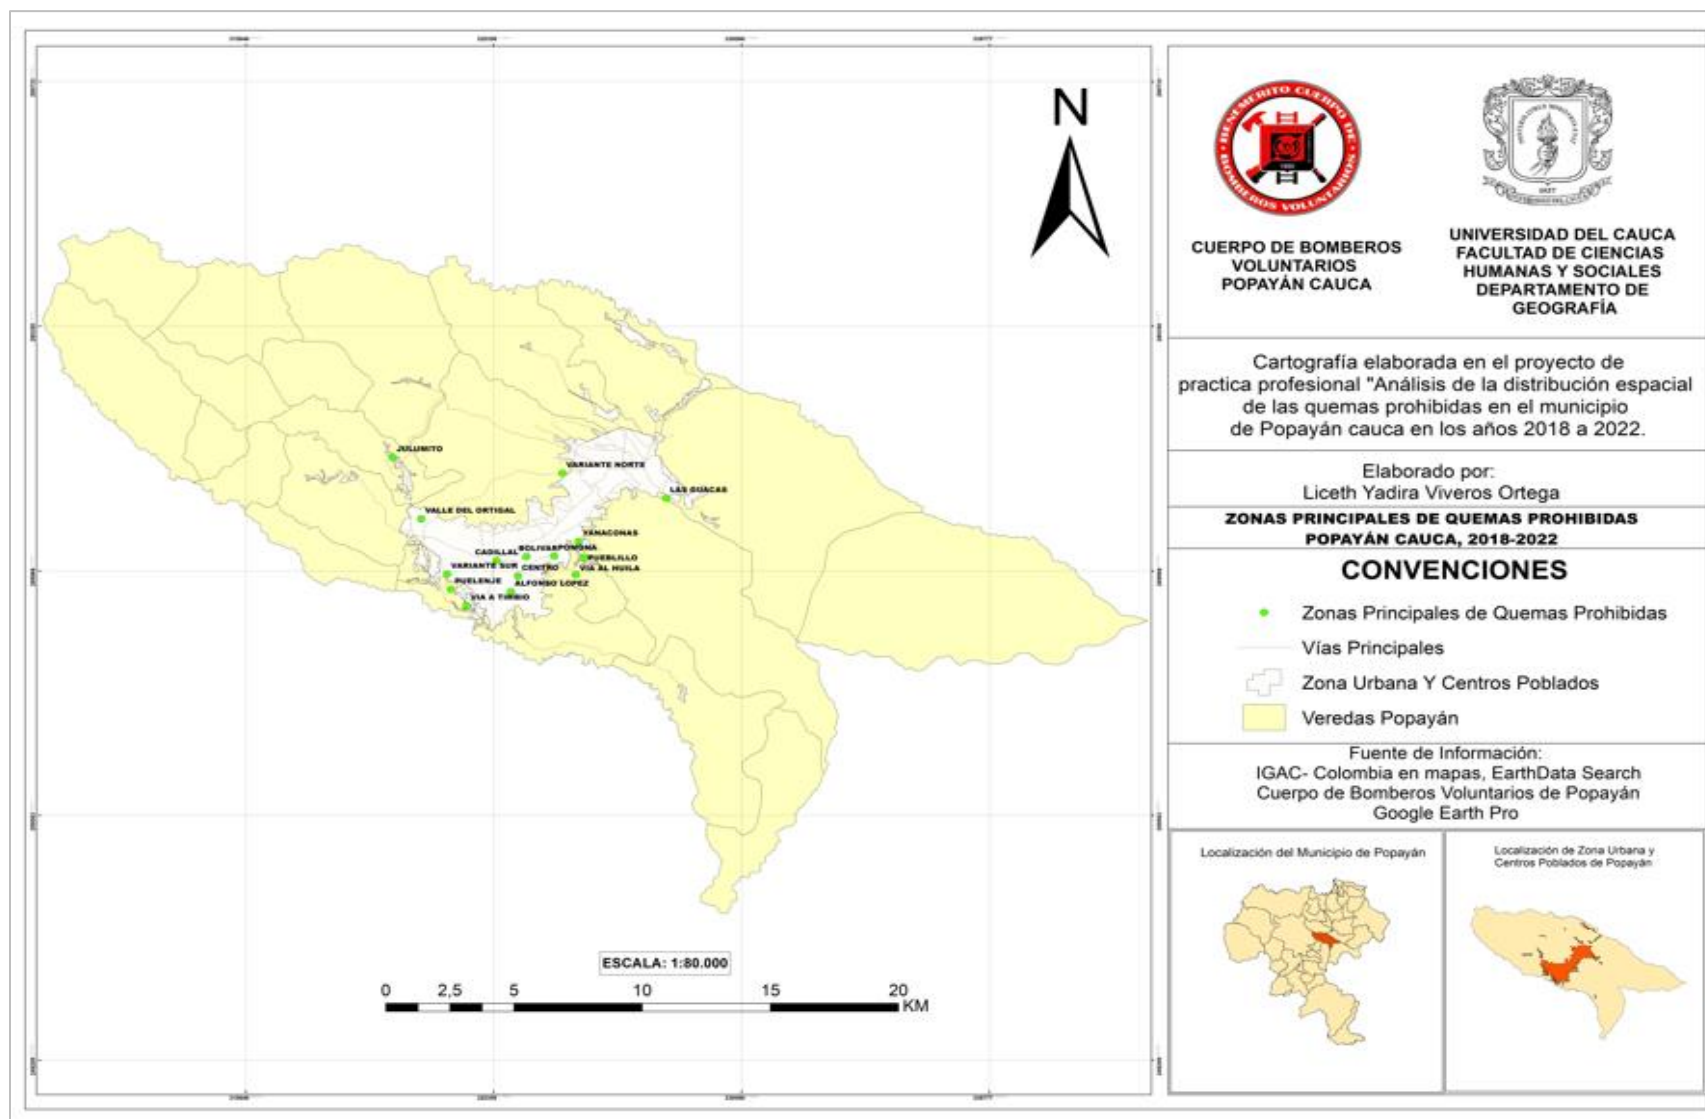 N
JULUMITO
VARIANTE NORTE
LAS GUACAS
VALLE DEL ORTIGAL
YANACONAS
BOLIVAR
POMONA
CADILLAL
PUEBLILLO
VARIANTE SUR
CENTRO
VIA AL HUILA
PUELENJE
ALFONSO LOPEZ
VIA A TIMBIO
ESCALA: 1:80.000
0 2,5 5 10 15 20
KM
BENEMERITO CUERPO DE
BOMBEROS VOLUNTARIOS
CUERPO DE BOMBEROS
VOLUNTARIOS
POPAYÁN CAUCA
1827
UNIVERSIDAD DEL CAUCA
FACULTAD DE CIENCIAS
HUMANAS Y SOCIALES
DEPARTAMENTO DE
GEOGRAFÍA
Cartografía elaborada en el proyecto de
practica profesional "Análisis de la distribución espacial
de las quemas prohibidas en el municipio
de Popayán cauca en los años 2018 a 2022.
Elaborado por:
Liceth Yadira Viveros Ortega
ZONAS PRINCIPALES DE QUEMAS PROHIBIDAS
POPAYÁN CAUCA, 2018-2022
CONVENCIONES
Zonas Principales de Quemas Prohibidas
Vías Principales
Zona Urbana Y Centros Poblados
Veredas Popayán
Fuente de Información:
IGAC- Colombia en mapas, EarthData Search
Cuerpo de Bomberos Voluntarios de Popayán
Google Earth Pro
Localización del Municipio de Popayán
Localización de Zona Urbana y
Centros Poblados de Popayán